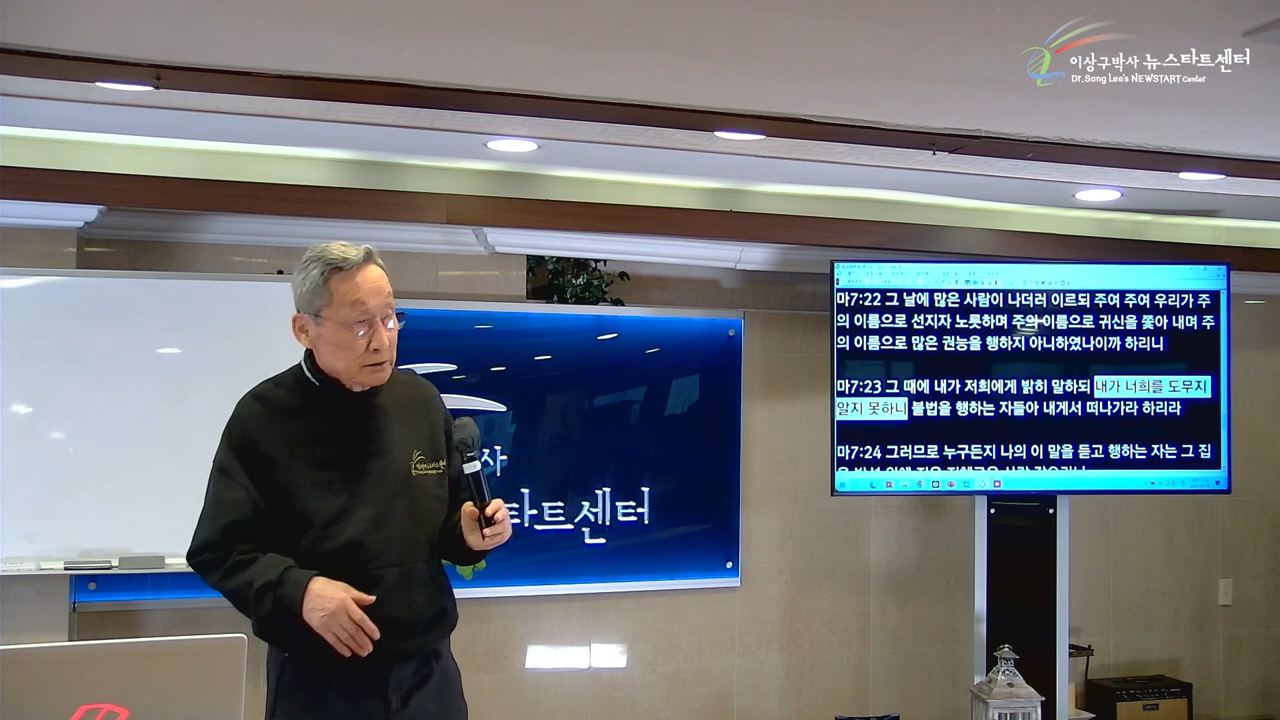 이상구박사 뉴스타트센터
Dr. Sang Lee's NEWSTART Center
마7:22 그 날에 많은 사람이 나더러 이르되 주여 주여 우리가 주
의 이름으로 선지자 노릇하며 주의 이름으로 귀신을 쫓아 내며 주
의 이름으로 많은 권능을 행하지 아니하였나이까 하리니
마7:23 그 때에 내가 저희에게 밝히 말하되 내가 너희를 도무지
알지 못하니 불법을 행하는 자들아 내게서 떠나가라 하리라
마7:24 그러므로 누구든지 나의 이 말을 듣고 행하는 자는 그 집
사
타트센터